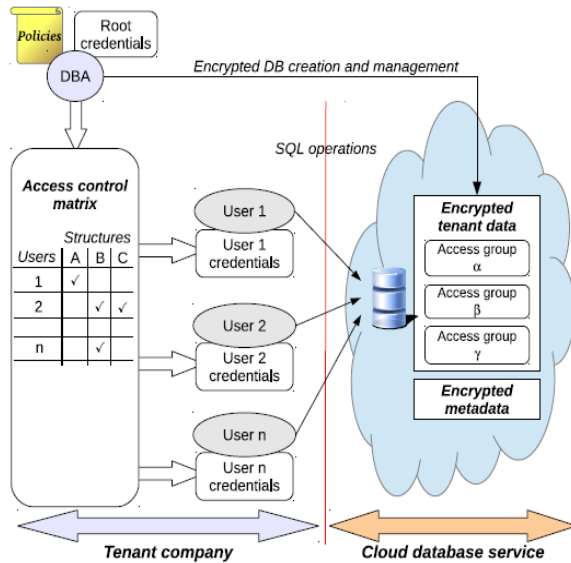 Policies
Root
credentials
DBA
Encrypted DB creation and management
SQL operations
Access control
matrix
Structures
Users A B C
1 ✓
2 ✓ ✓
n ✓
User 1
User 1
credentials
User 2
User 2
credentials
User n
User n
credentials
Encrypted
tenant data
Access group
α
Access group
β
Access group
γ
Encrypted
metadata
Tenant company
Cloud database service